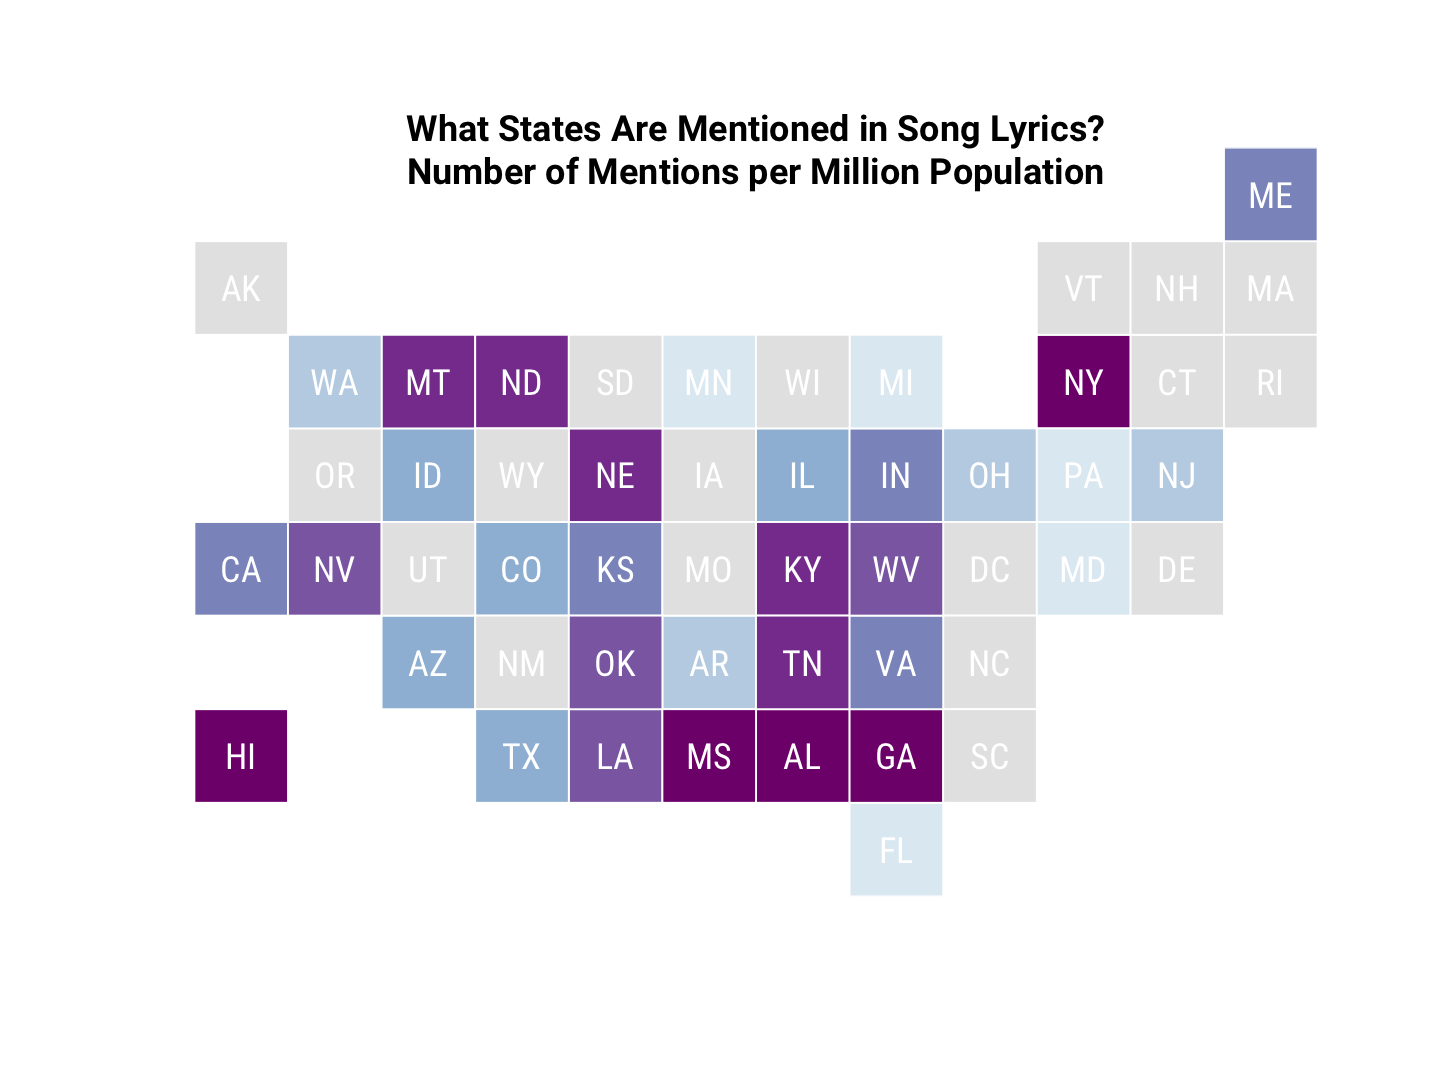 What States Are Mentioned in Song Lyrics?
Number of Mentions per Million Population
ME
AK VT NH MA
WA MT ND SD MN WI MI NY CT RI
OR ID WY NE IA IL IN OH PA NJ
CA NV UT CO KS MO KY WV DC MD DE
AZ NM OK AR TN VA NC
HI TX LA MS AL GA SC
FL